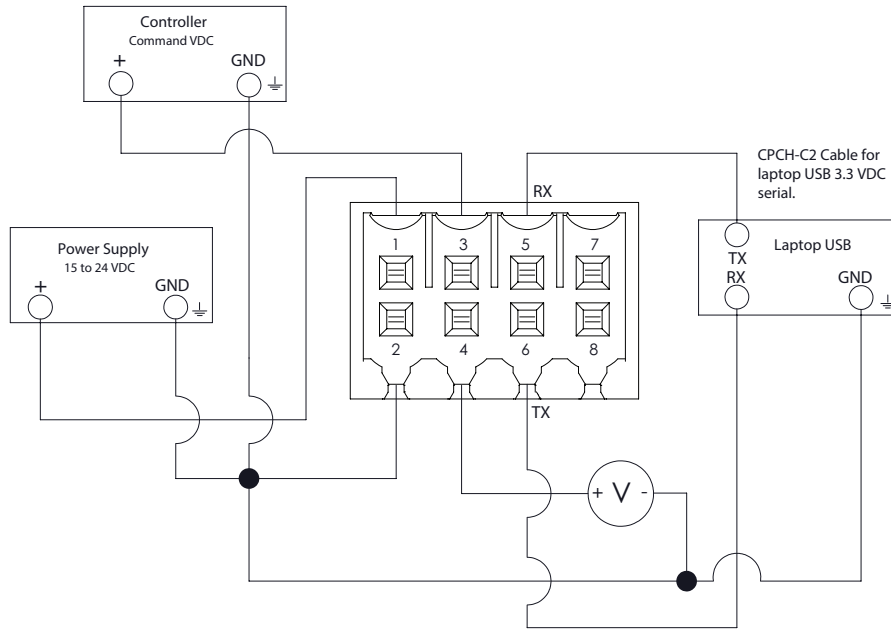 Controller
Command VDC
+
GND
CPCH-C2 Cable for
laptop USB 3.3 VDC
serial.
RX
Power Supply
15 to 24 VDC
+
GND
1
3
5
7
Laptop USB
TX
RX
GND
2
4
6
8
TX
+ V -